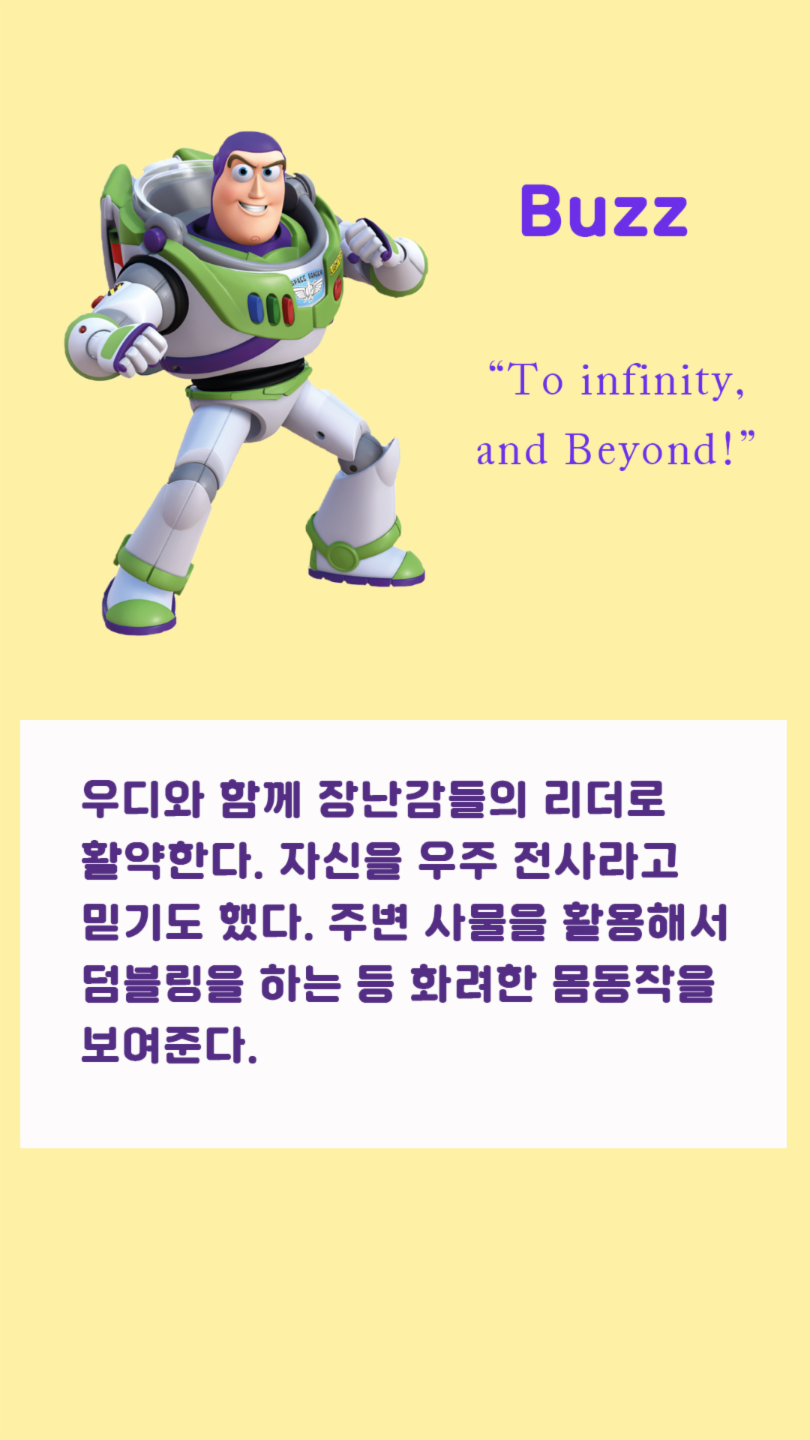 Buzz
“To infinity,
and Beyond!”
SPACE RANGER
우디와 함께 장난감들의 리더로
활약한다. 자신을 우주 전사라고
믿기도 했다. 주변 사물을 활용해서
덤블링을 하는 등 화려한 몸동작을
보여준다.